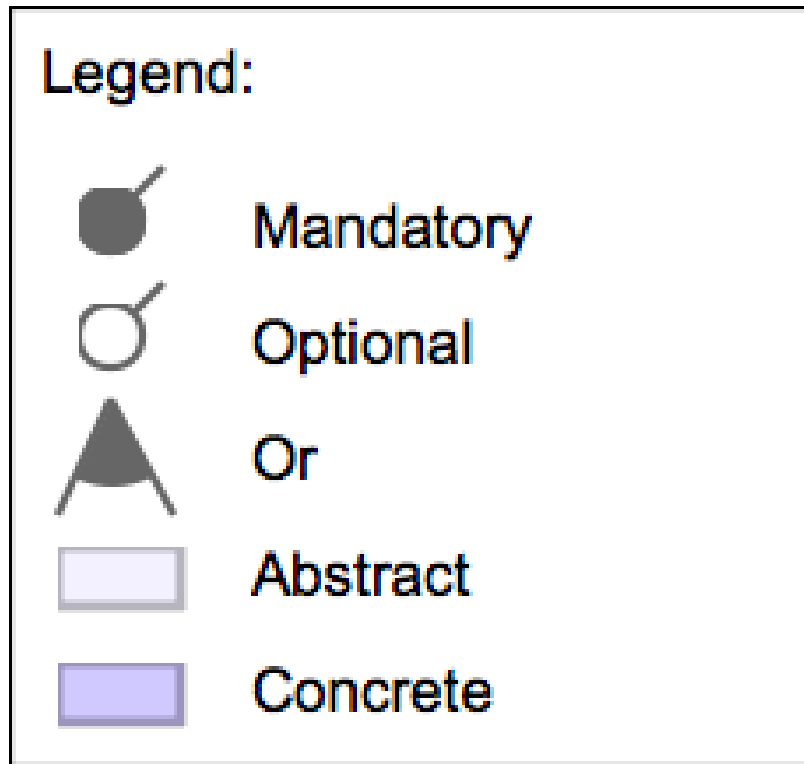 Legend:
Mandatory
Optional
Or
Abstract
Concrete